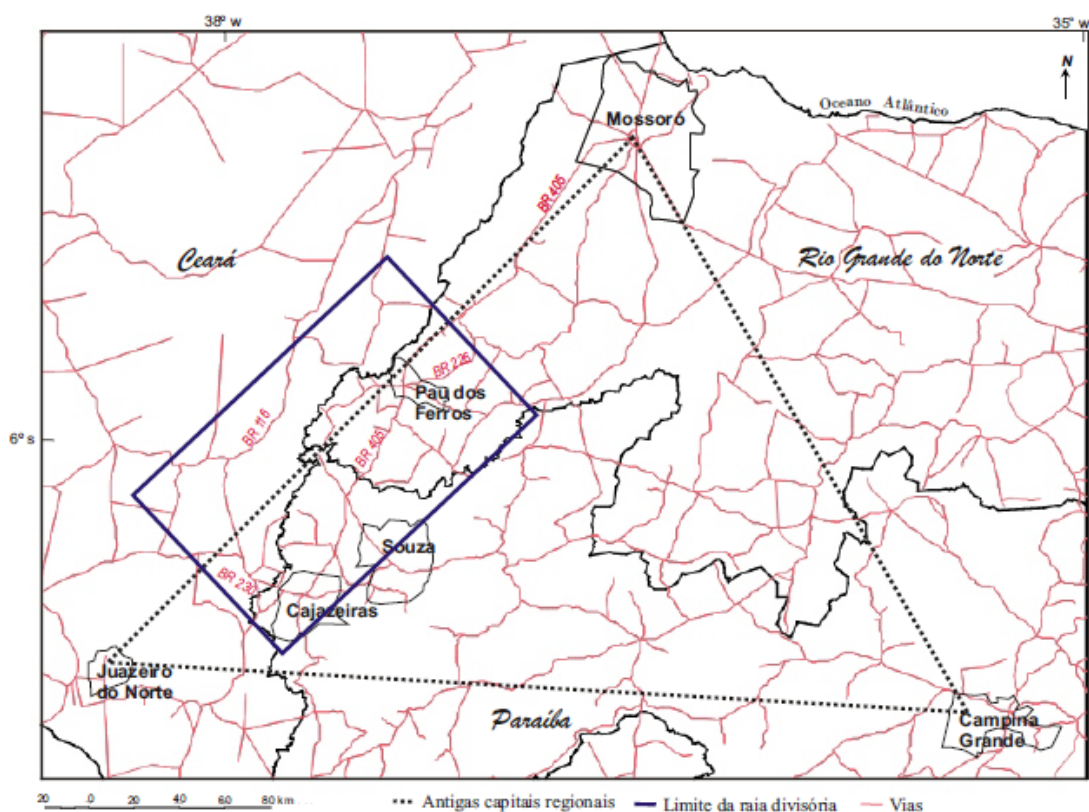 38º w
35º w
N
Oceano Atlântico
Mossoró
BR 405
Ceará
Rio Grande do Norte
BR 226
Pau dos
Ferros
BR 116
BR 405
6º s
Souza
BR 230
Cajazeiras
Juazeiro
do Norte
Paraíba
Campina
Grande
20 0 20 40 60 80 km
Antigas capitais regionais Limite da raia divisória Vias